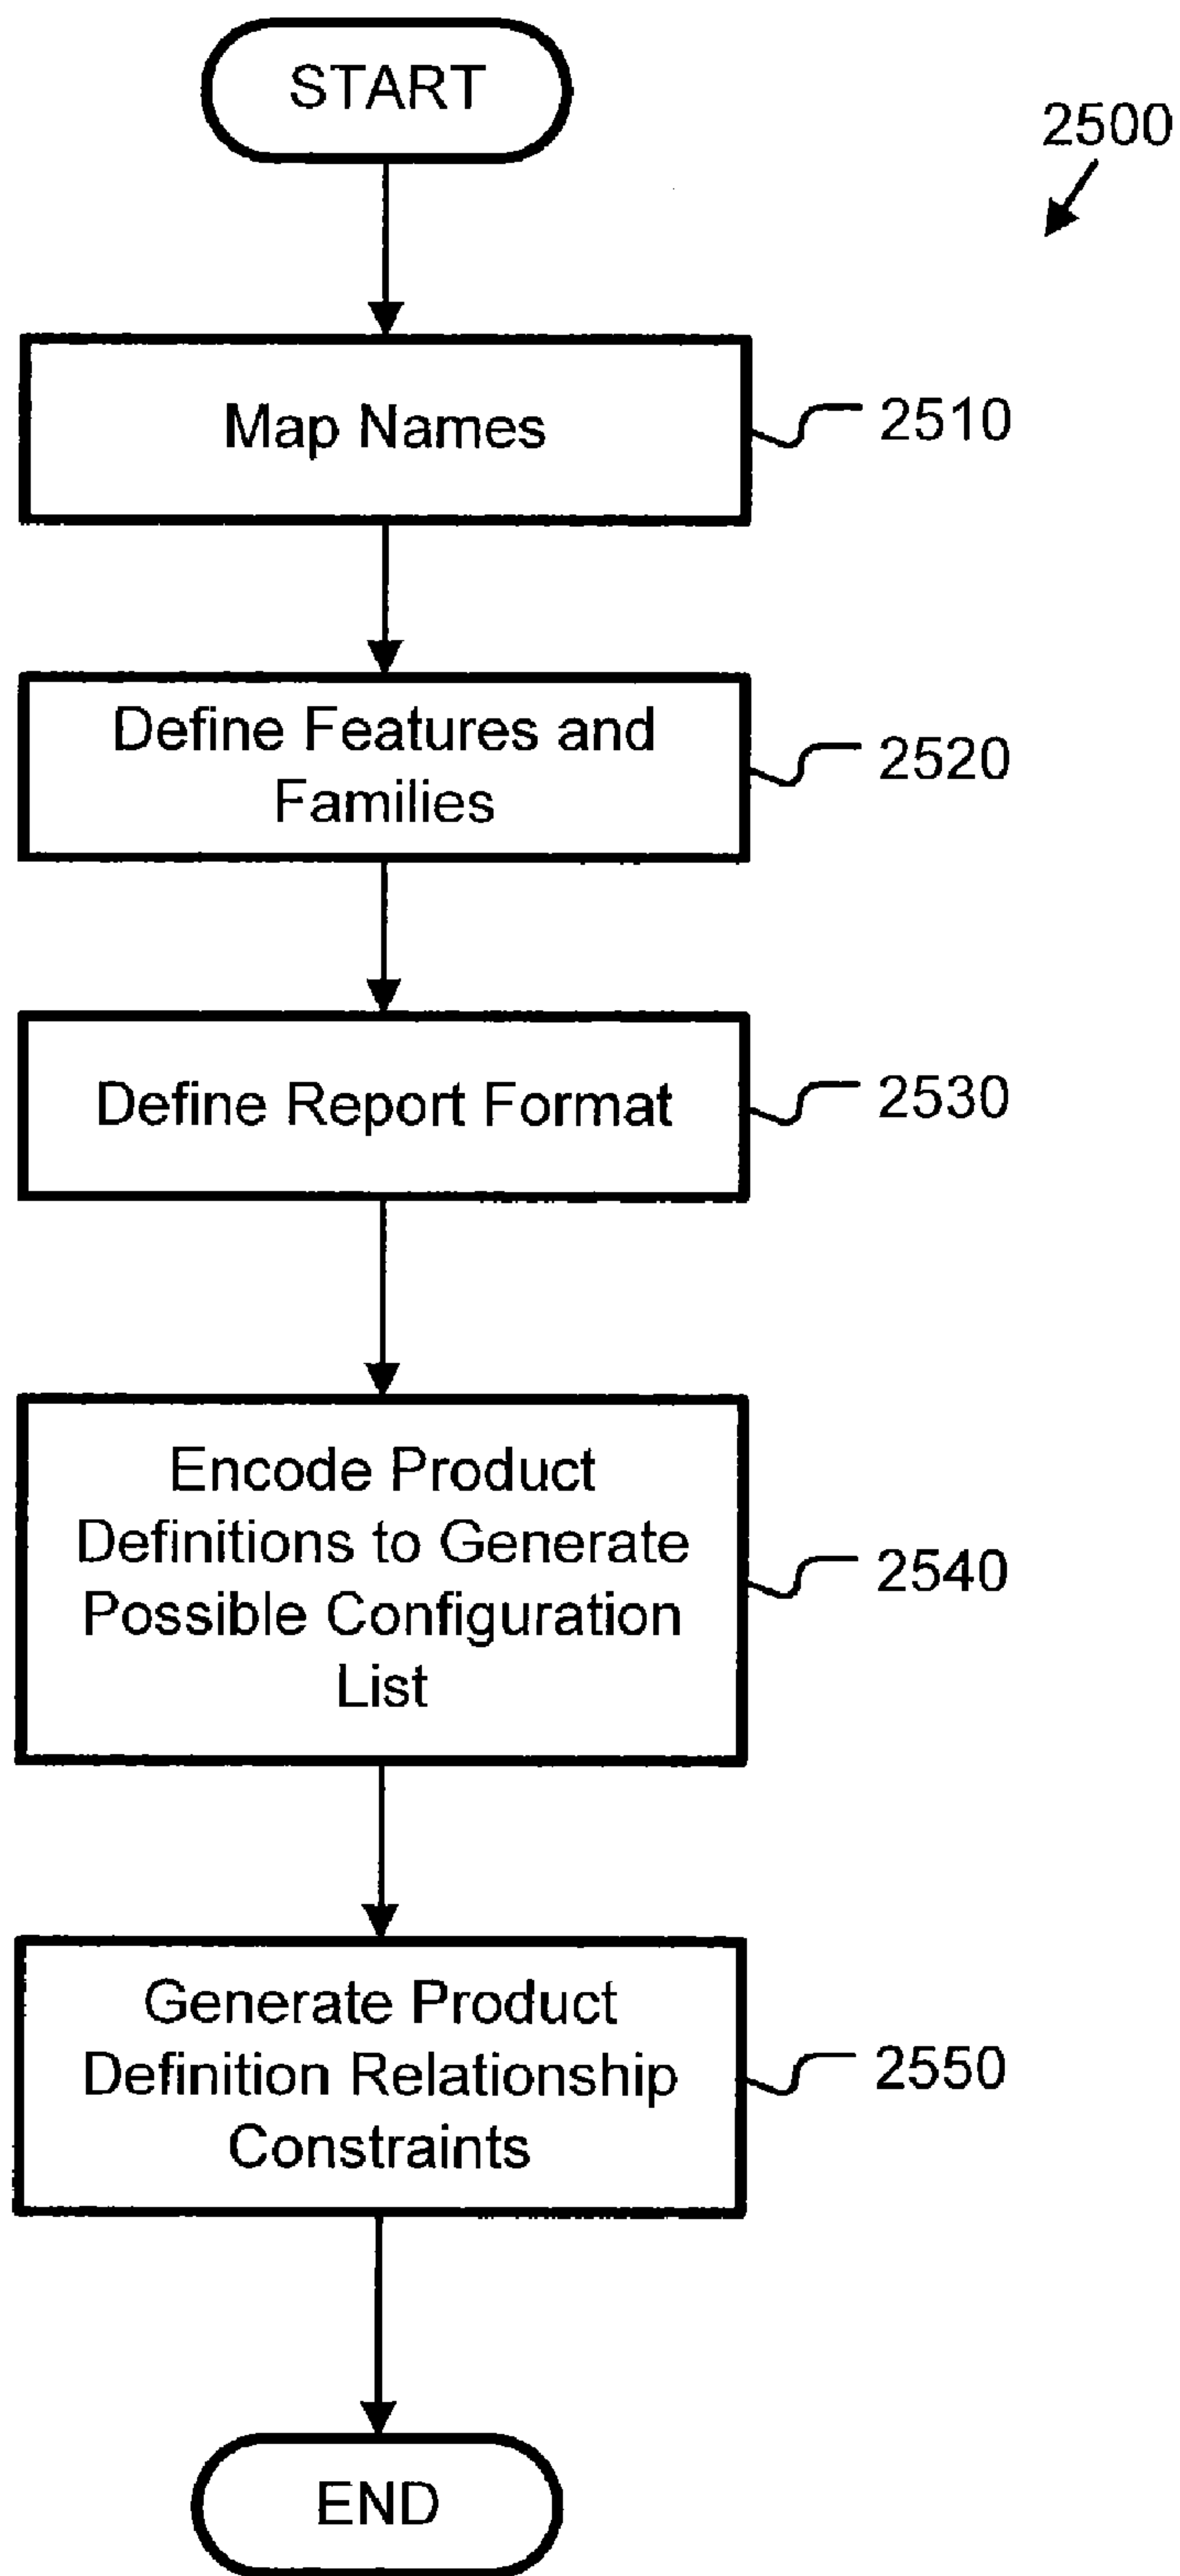 START
2500
Map Names
2510
Define Features and
Families
2520
Define Report Format
2530
Encode Product
Definitions to Generate
Possible Configuration
List
2540
Generate Product
Definition Relationship
Constraints
2550
END